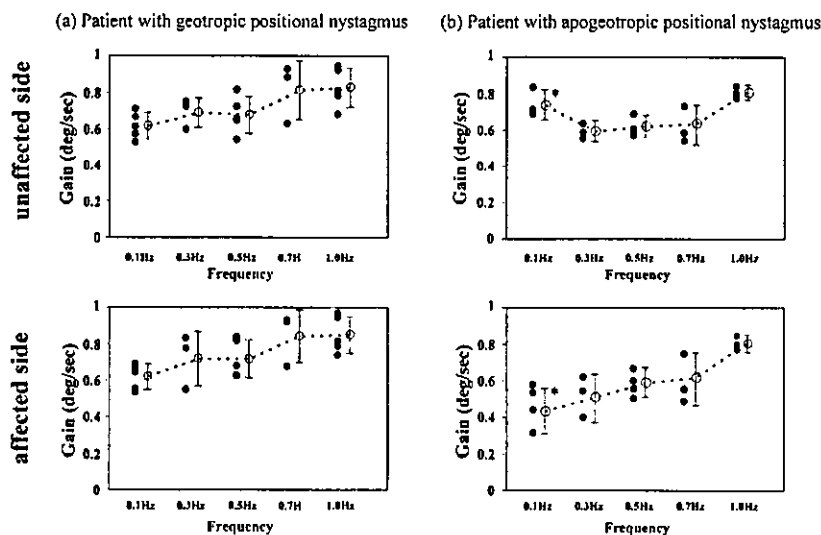 (a) Patient with geotropic positional nystagmus
(b) Patient with apogeotropic positional nystagmus
unaffected side
Gain (deg/sec)
1
0.8
0.6
0.4
0.2
0
0.1Hz 0.3Hz 0.5Hz 0.7H 1.0Hz
Frequency
Gain (deg/sec)
1
0.8
0.6
0.4
0.2
0
*
0.1Hz 0.3Hz 0.5Hz 0.7Hz 1.0Hz
Frequency
affected side
Gain (deg/sec)
1
0.8
0.6
0.4
0.2
0
0.1Hz 0.3Hz 0.5Hz 0.7H 1.0Hz
Frequency
Gain (deg/sec)
1
0.8
0.6
0.4
0.2
0
*
0.1Hz 0.3Hz 0.5Hz 0.7Hz 1.0Hz
Frequency